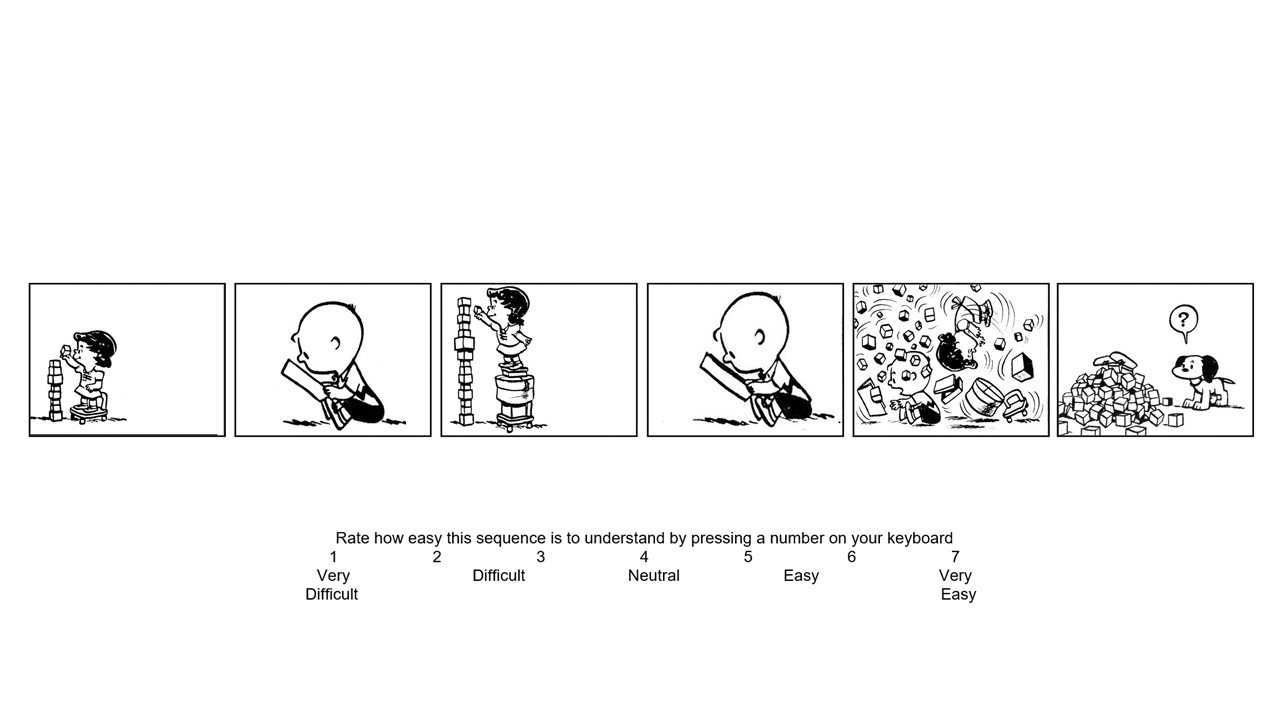 ?
Rate how easy this sequence is to understand by pressing a number on your keyboard
1 2 3 4 5 6 7
Very Difficult Neutral Easy Very
Difficult Easy